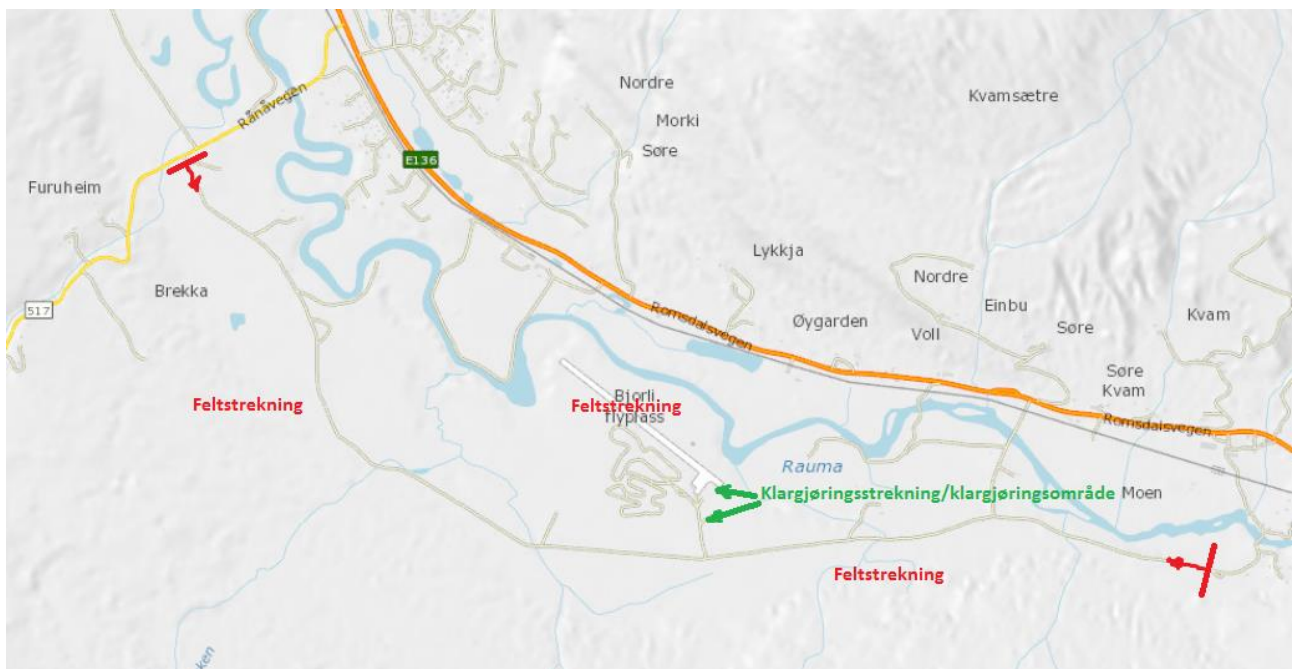 Nordre
Kvamsætre
Morki
Rånåvegen
Søre
E136
Furuheim
Lykkja
Nordre
Brekka
Einbu
517
Romsdalsvegen
Øygarden
Voll
Søre
Kvam
Søre
Kvam
Feltstrekning
Bjorli
Feltstrekning
flyplass
Romsdalsvegen
Rauma
Klargjøringsstrekning/klargjøringsområde
Moen
Feltstrekning
ken